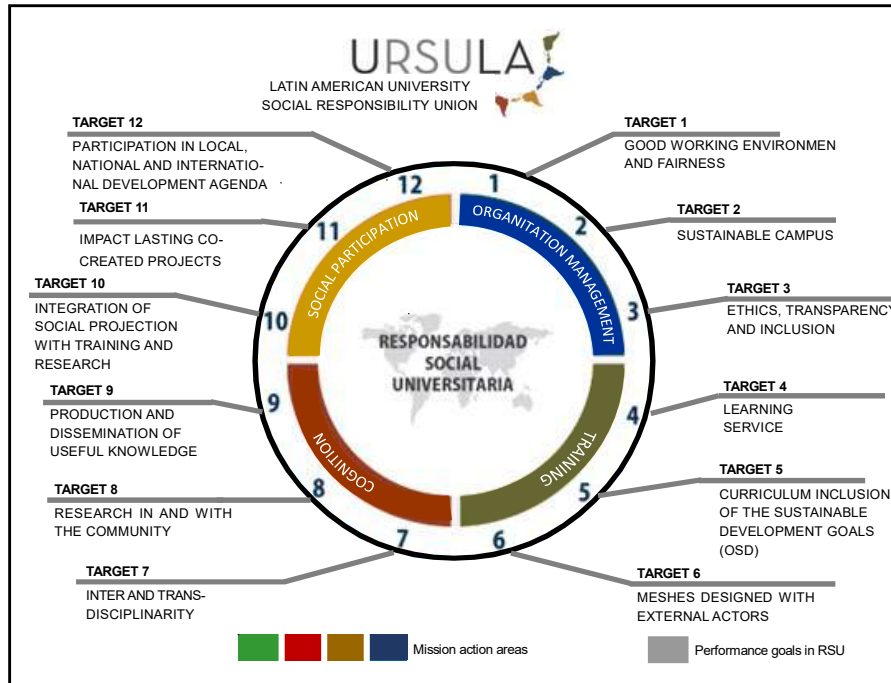 URSULA
LATIN AMERICAN UNIVERSITY
SOCIAL RESPONSIBILITY UNION
TARGET 12
PARTICIPATION IN LOCAL,
NATIONAL AND INTERNATIO-
NAL DEVELOPMENT AGENDA
TARGET 11
IMPACT LASTING CO-
CREATED PROJECTS
TARGET 10
INTEGRATION OF
SOCIAL PROJECTION
WITH TRAINING AND
RESEARCH
TARGET 9
PRODUCTION AND
DISSEMINATION OF
USEFUL KNOWLEDGE
TARGET 8
RESEARCH IN AND WITH
THE COMMUNITY
TARGET 7
INTER AND TRANS-
DISCIPLINARITY
12
11
10
9
8
7
1
2
3
4
5
6
SOCIAL PARTICIPATION
ORGANITATION MANAGEMENT
COGNITION
TRAINING
RESPONSABILIDAD
SOCIAL
UNIVERSITARIA
TARGET 1
GOOD WORKING ENVIRONMEN
AND FAIRNESS
TARGET 2
SUSTAINABLE CAMPUS
TARGET 3
ETHICS, TRANSPARENCY
AND INCLUSION
TARGET 4
LEARNING
SERVICE
TARGET 5
CURRICULUM INCLUSION
OF THE SUSTAINABLE
DEVELOPMENT GOALS
(OSD)
TARGET 6
MESHES DESIGNED WITH
EXTERNAL ACTORS
Mission action areas
Performance goals in RSU